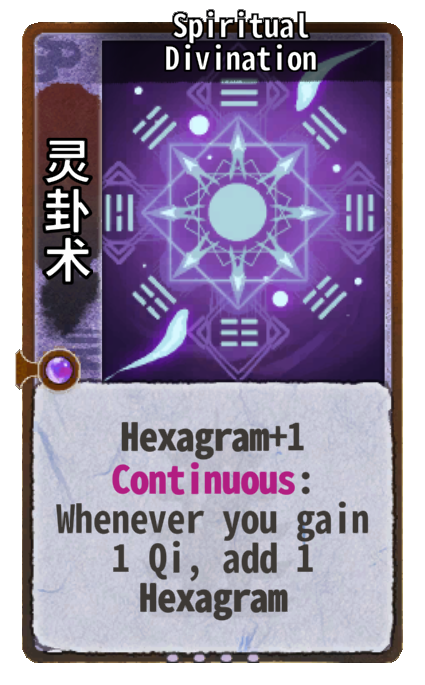 Spiritual
Divination
灵卦术
Hexagram+1
Continuous:
Whenever you gain
1 Qi, add 1
Hexagram